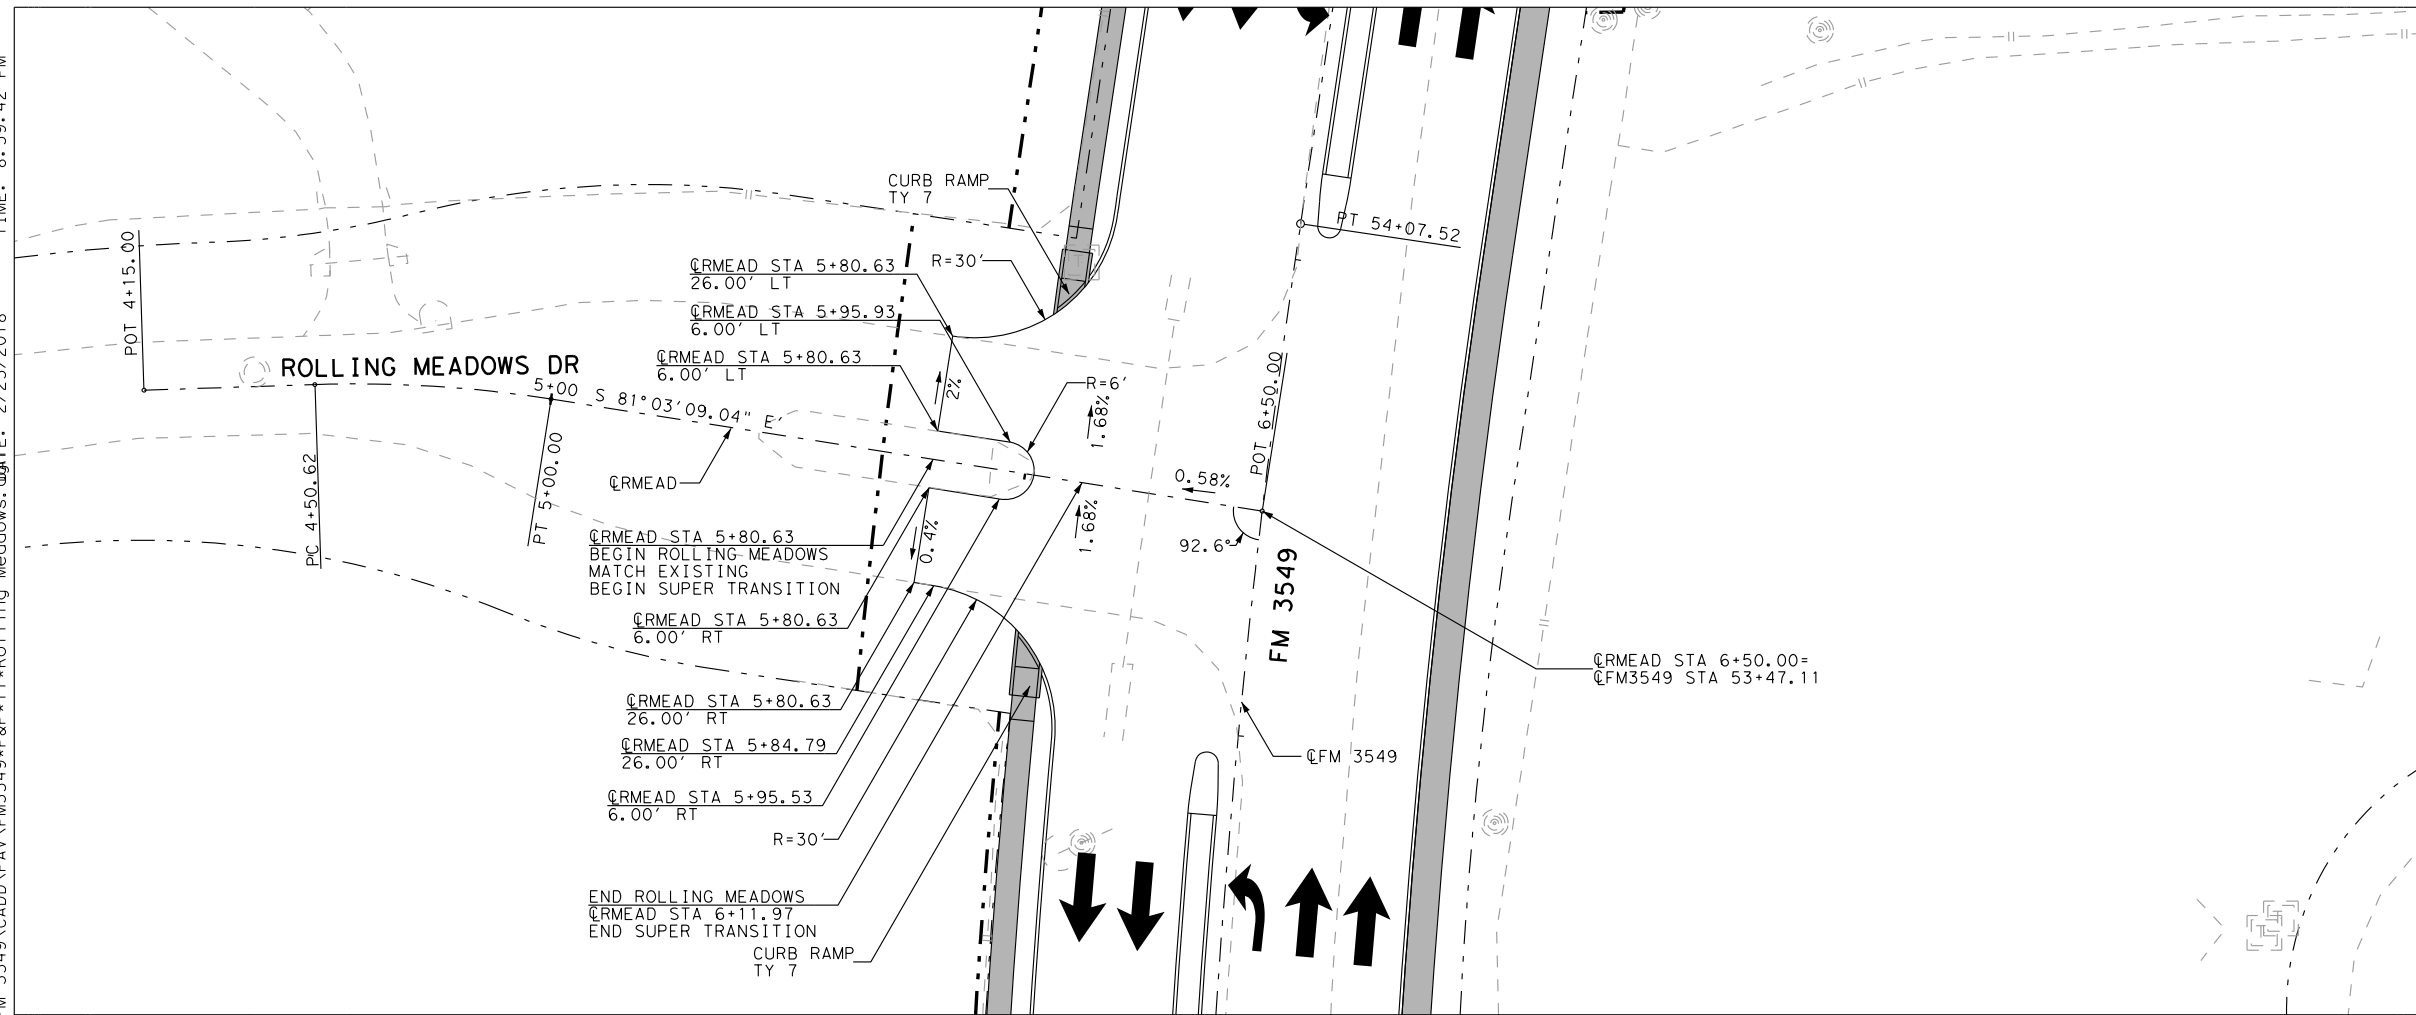 CURB RAMP
TY 7
PT 54+07.52
POT 4+15.00
℄RMEAD STA 5+80.63
26.00' LT
R=30'
℄RMEAD STA 5+95.93
6.00' LT
℄RMEAD STA 5+80.63
6.00' LT
ROLLING MEADOWS DR
5+00
S 81°03'09.04" E
2%
R=6'
1.68%
POT 6+50.00
PC 4+50.62
PT 5+00.00
℄RMEAD
0.58%
1.68%
92.6°
FM 3549
0.4%
℄RMEAD STA 5+80.63
BEGIN ROLLING MEADOWS
MATCH EXISTING
BEGIN SUPER TRANSITION
℄RMEAD STA 5+80.63
6.00' RT
℄RMEAD STA 6+50.00=
℄FM3549 STA 53+47.11
℄RMEAD STA 5+80.63
26.00' RT
℄RMEAD STA 5+84.79
26.00' RT
℄FM 3549
℄RMEAD STA 5+95.53
6.00' RT
R=30'
END ROLLING MEADOWS
℄RMEAD STA 6+11.97
END SUPER TRANSITION
CURB RAMP
TY 7